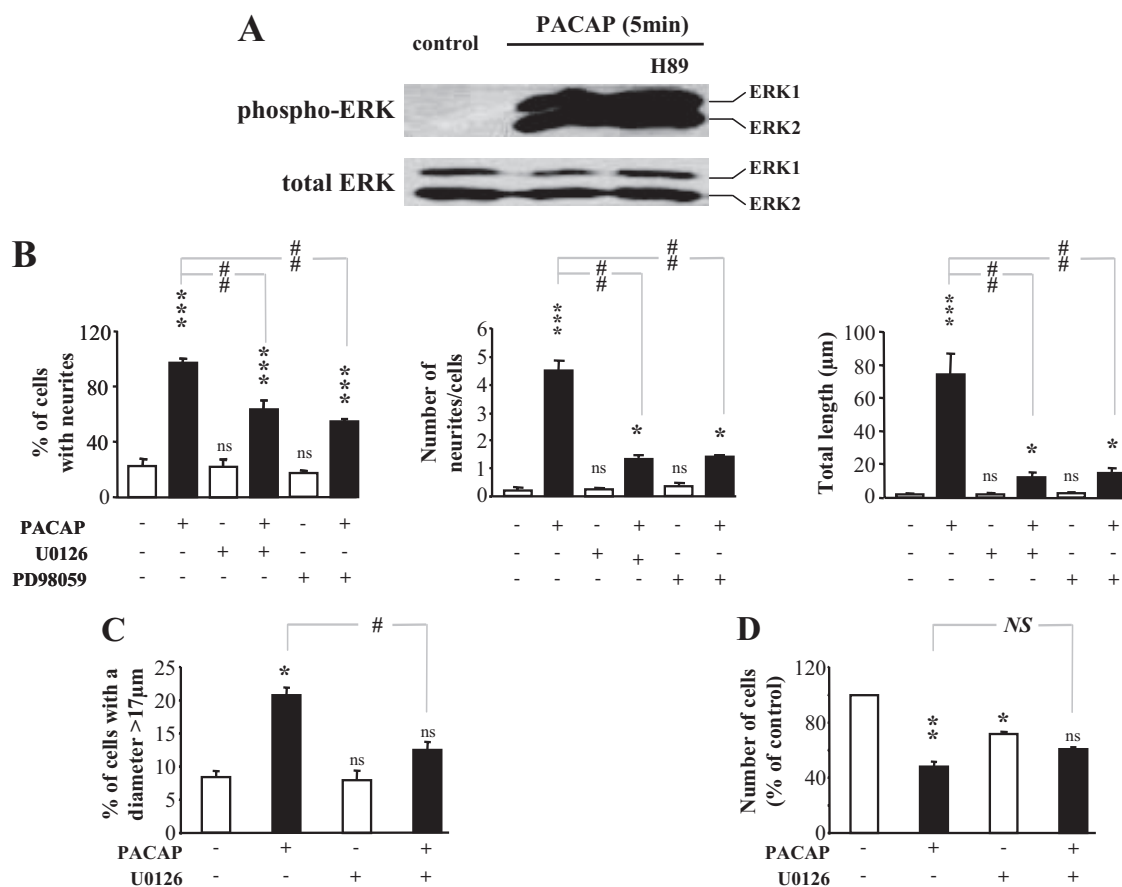 A
control
PACAP (5min)
H89
phospho-ERK
ERK1
ERK2
total ERK
ERK1
ERK2
B
% of cells with neurites
120
80
40
0
***
ns
***
ns
***
##
##
Number of neurites/cells
6
5
4
3
2
1
0
***
ns
*
ns
*
##
##
Total length (µm)
100
80
60
40
20
0
***
ns
*
ns
*
##
##
PACAP - + - + - + - + - + - + - + - + - +
U0126 - - + + - - - - + + - - - - + + - -
PD98059 - - - - + + - - - - + + - - - - + +
C
% of cells with a diameter >17µm
25
20
15
10
5
0
*
ns
ns
#
PACAP - + - +
U0126 - - + +
D
Number of cells (% of control)
120
80
40
0
**
*
ns
NS
PACAP - + - +
U0126 - - + +